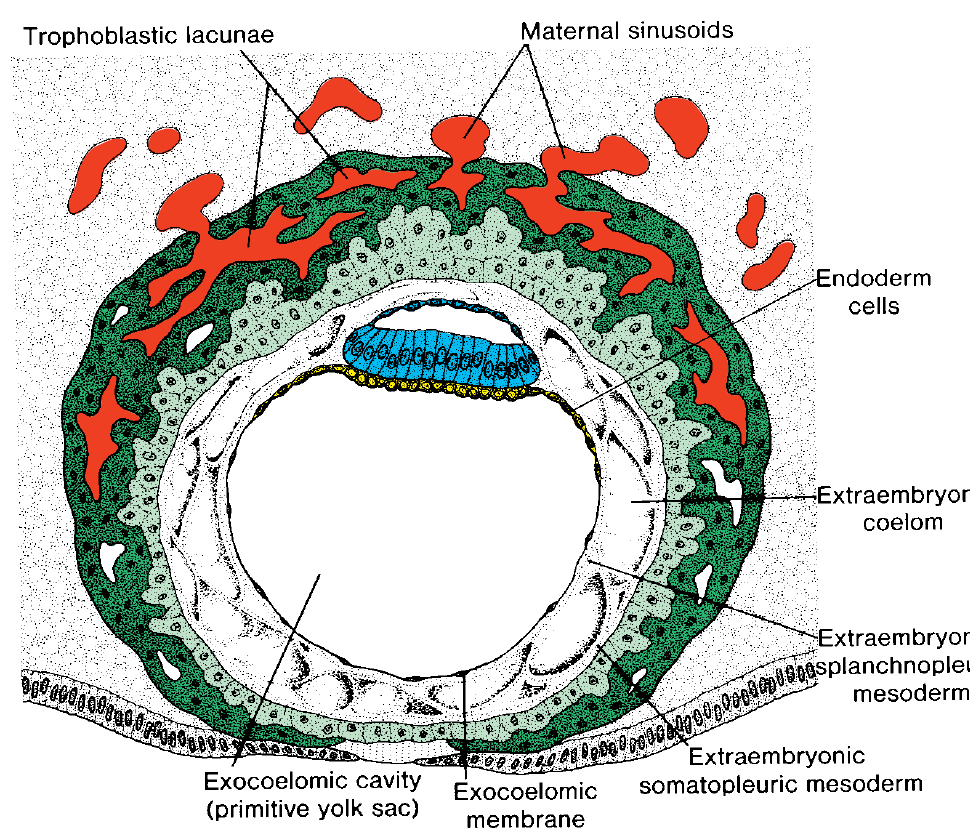 Trophoblastic lacunae
Maternal sinusoids
Endoderm
cells
Extraembryon
coelom
Extraembryon
splanchnopleu
mesoderm
Extraembryonic
somatopleuric mesoderm
Exocoelomic cavity
(primitive yolk sac)
Exocoelomic
membrane